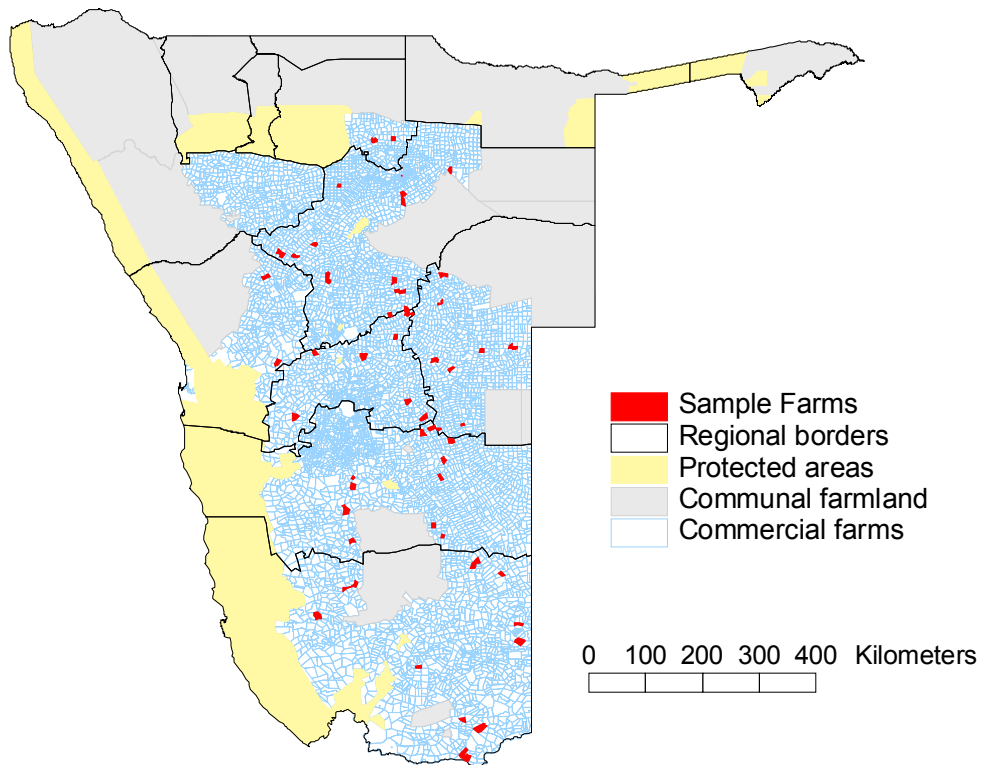 Sample Farms
Regional borders
Protected areas
Communal farmland
Commercial farms
0 100 200 300 400 Kilometers